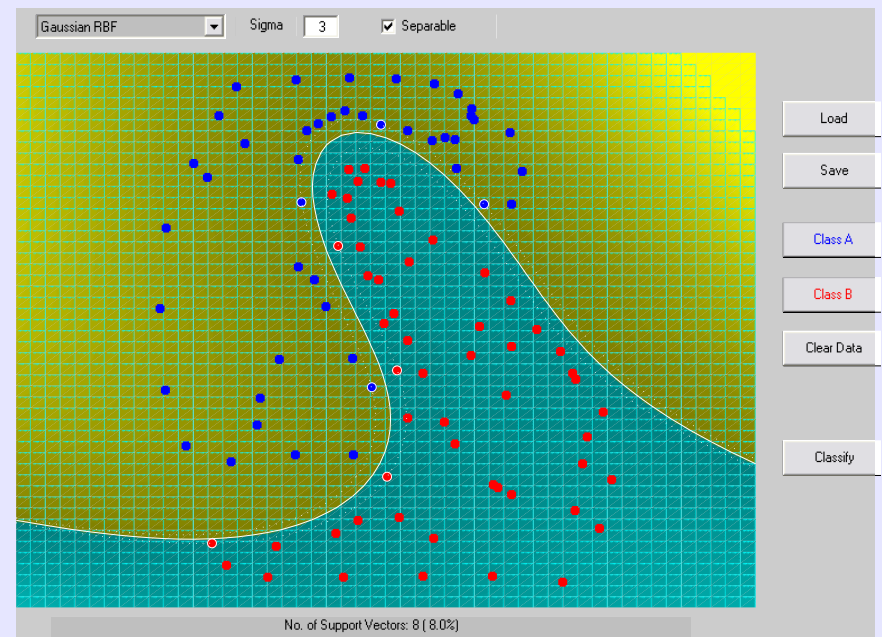 Gaussian RBF Sigma 3 Separable
Load
Save
Class A
Class B
Clear Data
Classify
No. of Support Vectors: 8 ( 8.0%)